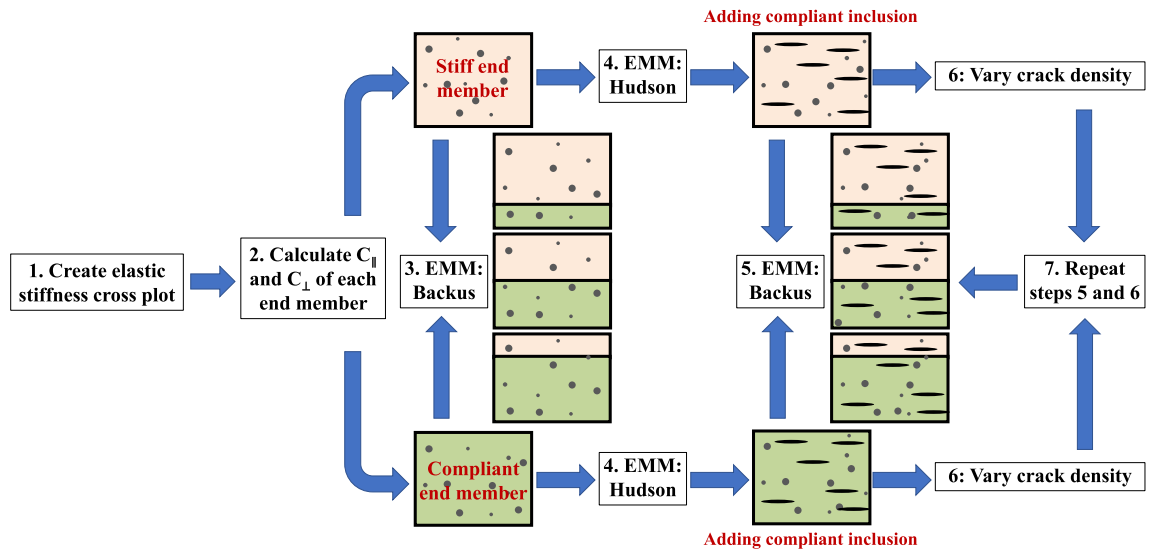 Adding compliant inclusion
Stiff end
member
4. EMM:
Hudson
6: Vary crack density
1. Create elastic
stiffness cross plot
2. Calculate C∥
and C⊥ of each
end member
3. EMM:
Backus
5. EMM:
Backus
7. Repeat
steps 5 and 6
Compliant
end member
4. EMM:
Hudson
6: Vary crack density
Adding compliant inclusion